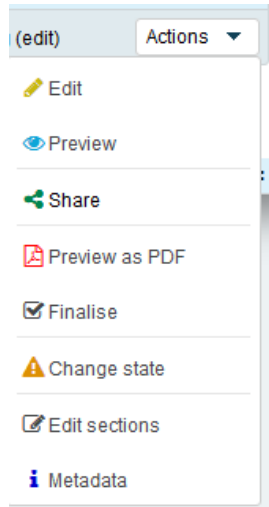 (edit)
Actions
Edit
Preview
Share
Preview as PDF
Finalise
Change state
Edit sections
Metadata